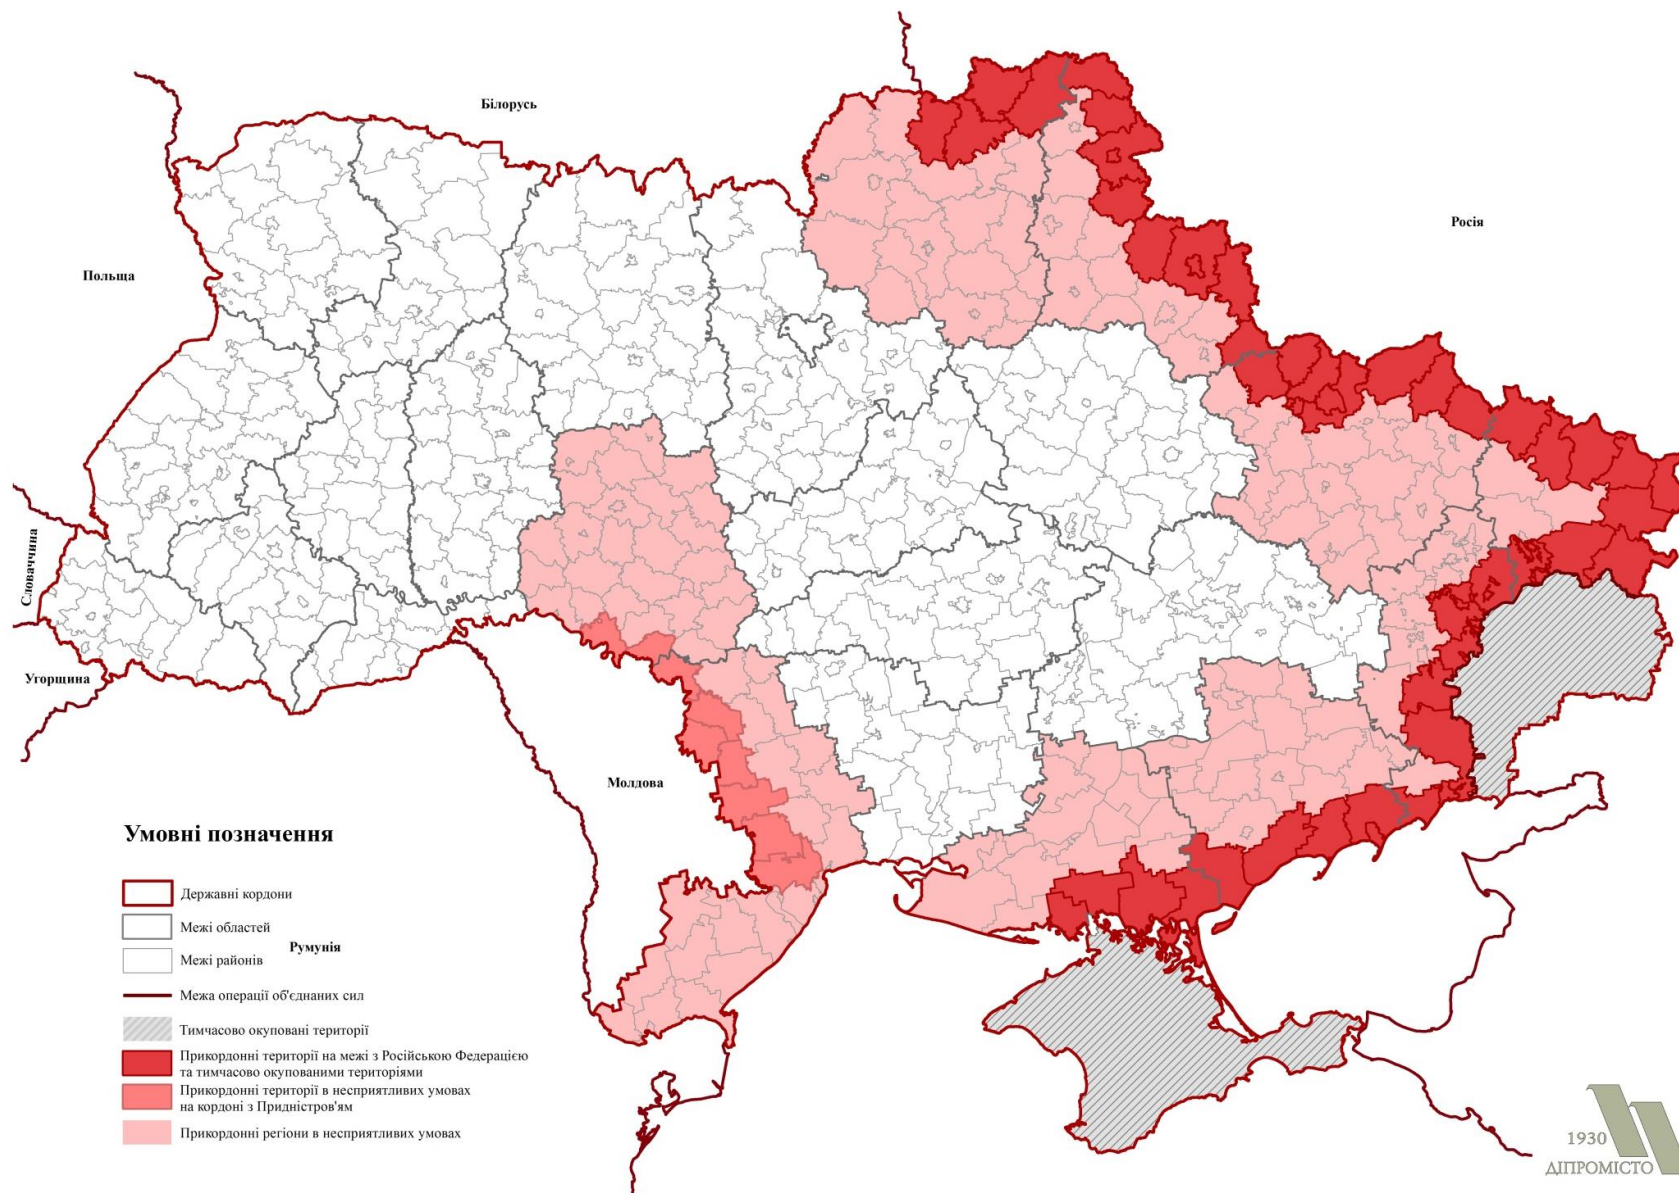 Білорусь
Росія
Польща
Словаччина
Угорщина
Молдова
Умовні позначення
Державні кордони
Межі областей
Румунія
Межі районів
Межа операції об'єднаних сил
Тимчасово окуповані території
Прикордонні території на межі з Російською Федерацією
та тимчасово окупованими територіями
Прикордонні території в несприятливих умовах
на кордоні з Придністров'ям
Прикордонні регіони в несприятливих умовах
1930
ДІПРОМІСТО